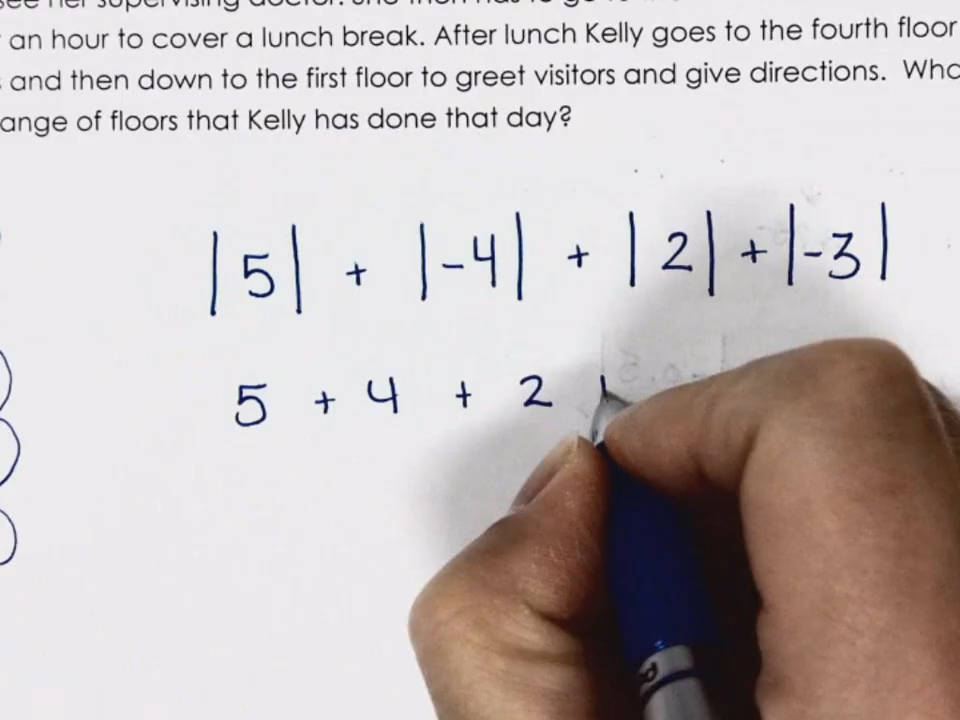 an hour to cover a lunch break. After lunch Kelly goes to the fourth floor
and then down to the first floor to greet visitors and give directions.
of floors that Kelly has done that day?
|5| + |-4| + |2| + |-3|
5 + 4 + 2